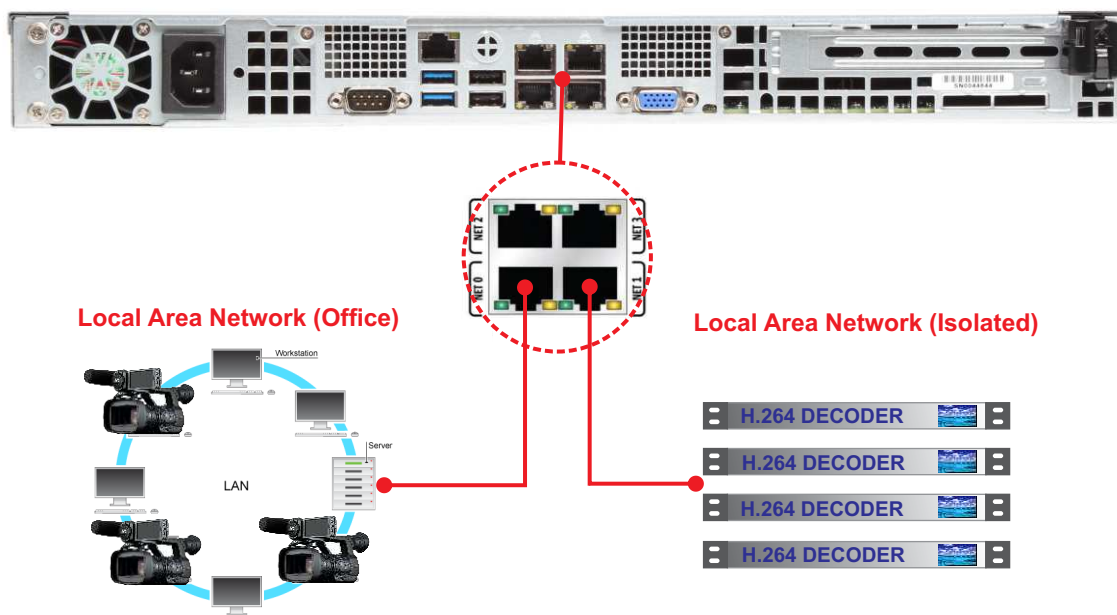 SN0344844
NET 2
NET 3
NET 0
NET 1
Local Area Network (Office)
Local Area Network (Isolated)
Workstation
Server
LAN
H.264 DECODER
H.264 DECODER
H.264 DECODER
H.264 DECODER